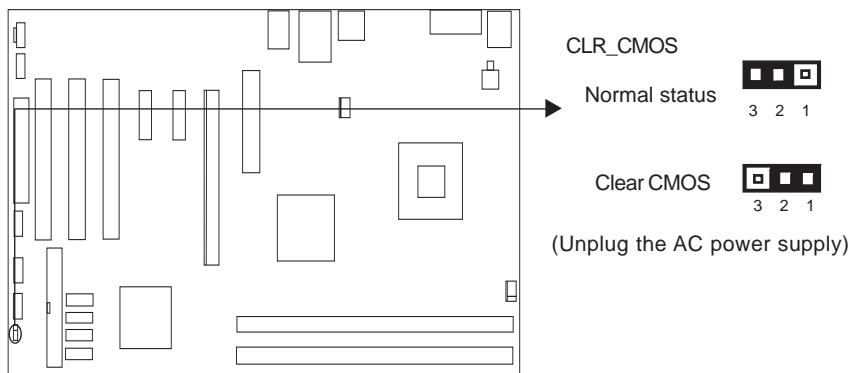 CLR_CMOS
Normal status
3 2 1
Clear CMOS
3 2 1
(Unplug the AC power supply)